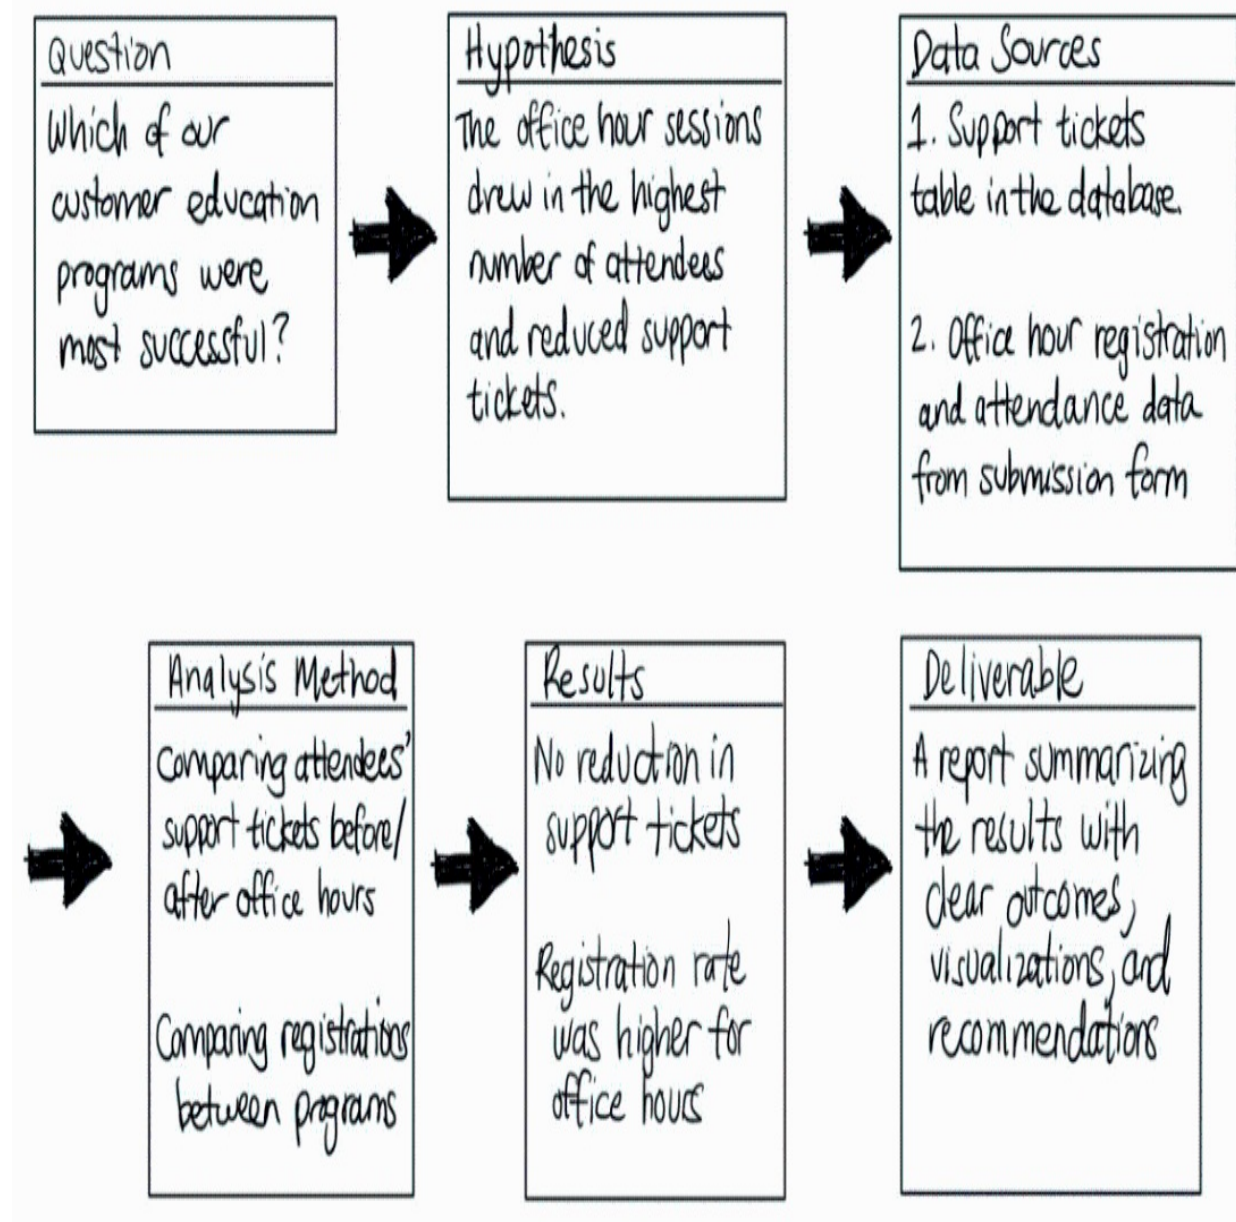 Question
Which of our
customer education
programs were
most successful?
Hypothesis
The office hour sessions
drew in the highest
number of attendees
and reduced support
tickets.
Data Sources
1. Support tickets
table in the database.
2. Office hour registration
and attendance data
from submission form
Analysis Method
Comparing attendees'
support tickets before/
after office hours
Comparing registrations
between programs
Results
No reduction in
support tickets
Registration rate
was higher for
office hours
Deliverable
A report summarizing
the results with
clear outcomes,
visualizations, and
recommendations